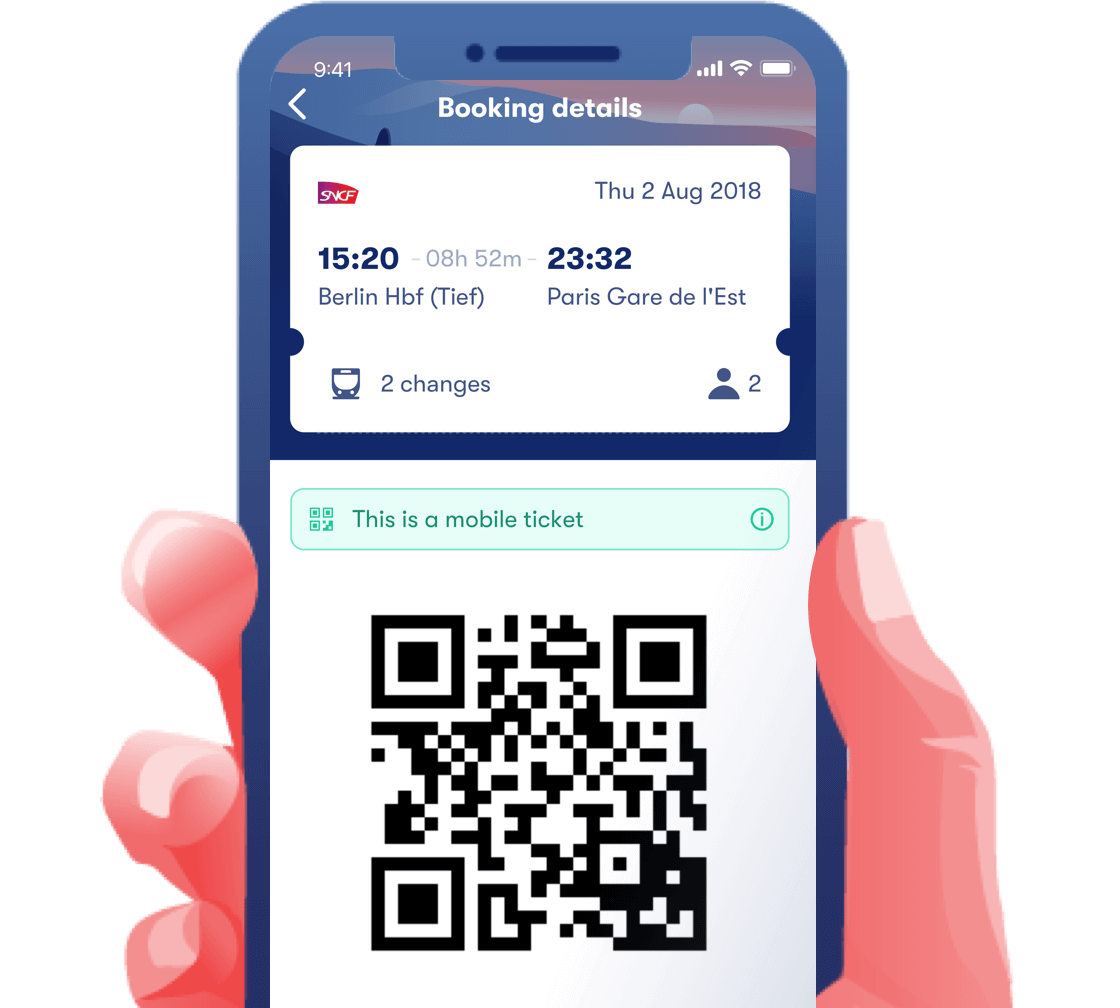 9:41
Booking details
SNCF
Thu 2 Aug 2018
15:20 - 08h 52m - 23:32
Berlin Hbf (Tief) Paris Gare de l'Est
2 changes 2
This is a mobile ticket